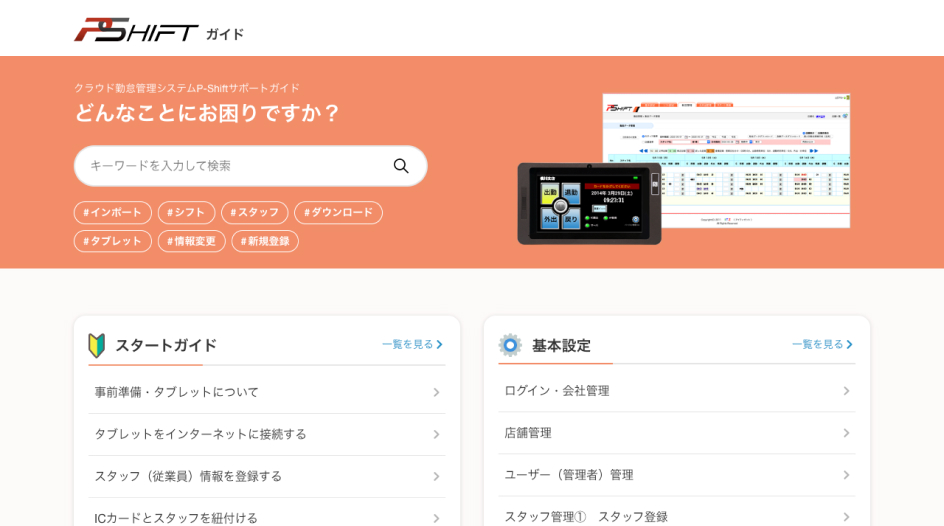 P-SHIFT ガイド
クラウド勤怠管理システムP-Shiftサポートガイド
どんなことにお困りですか？
キーワードを入力して検索
#インポート #シフト #スタッフ #ダウンロード
#タブレット #情報変更 #新規登録
出勤 退勤
2014年 3月25日(火)
09:23:31
外出 戻り
スタートガイド 一覧を見る
事前準備・タブレットについて
タブレットをインターネットに接続する
スタッフ（従業員）情報を登録する
ICカードとスタッフを紐付ける
基本設定 一覧を見る
ログイン・会社管理
店舗管理
ユーザー（管理者）管理
スタッフ管理① スタッフ登録